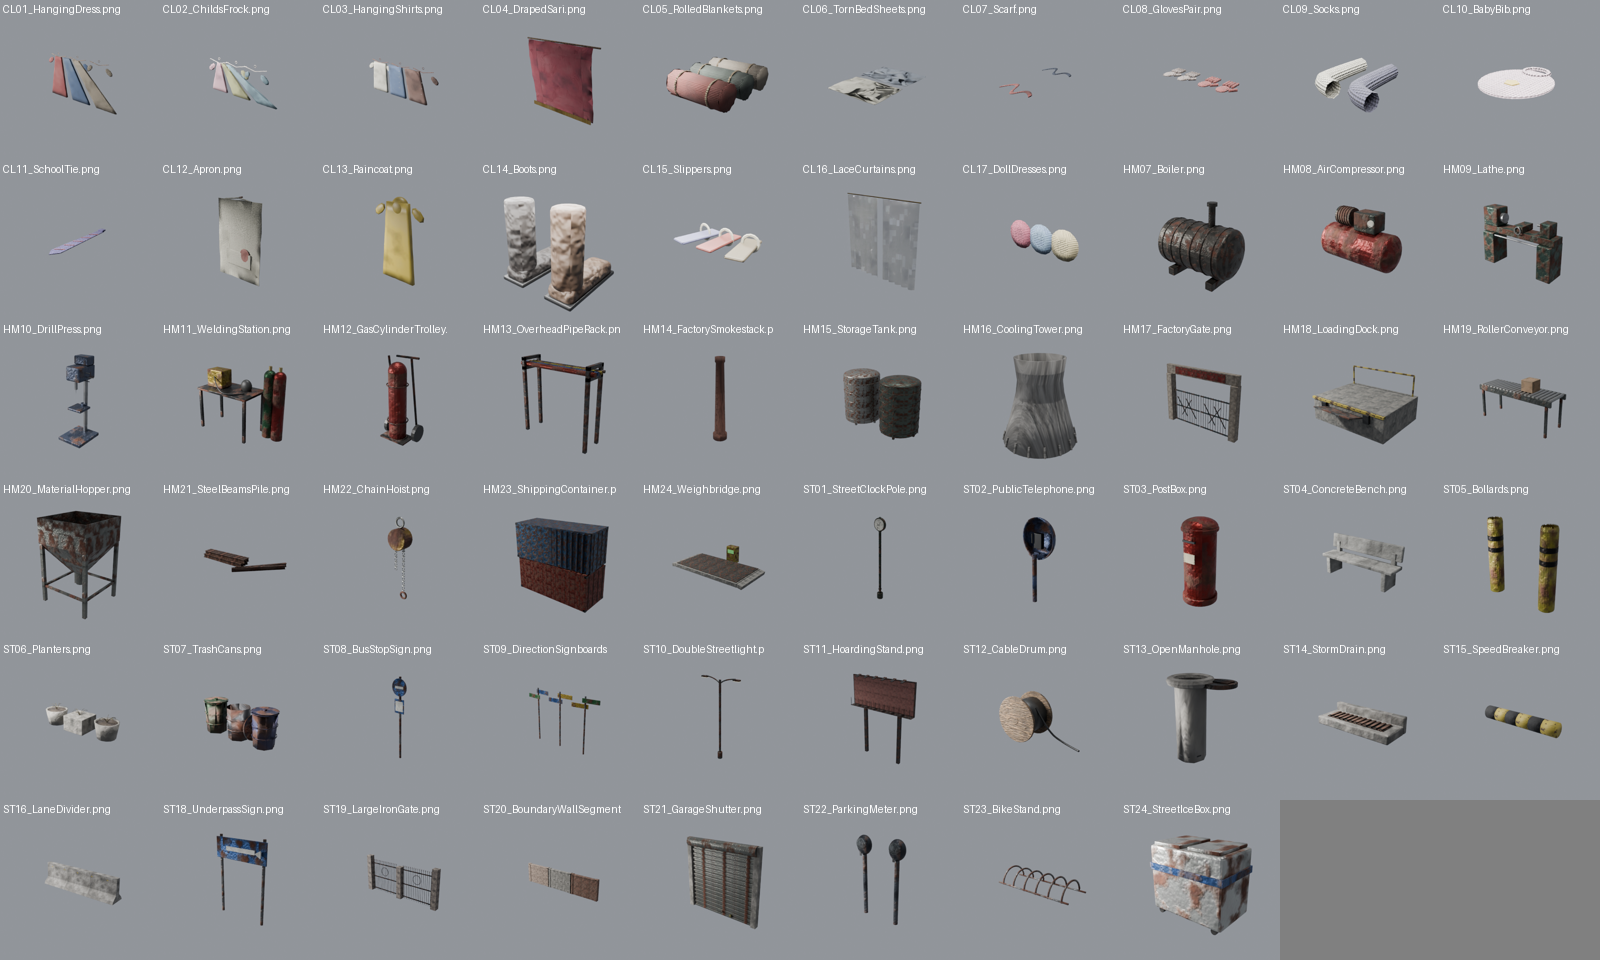 CL01_HangingDress.png
CL02_ChildsFrock.png
CL03_HangingShirts.png
CL04_DrapedSari.png
CL05_RolledBlankets.png
CL06_TornBedSheets.png
CL07_Scarf.png
CL08_GlovesPair.png
CL09_Socks.png
CL10_BabyBib.png
CL11_SchoolTie.png
CL12_Apron.png
CL13_Raincoat.png
CL14_Boots.png
CL15_Slippers.png
CL16_LaceCurtains.png
CL17_DollDresses.png
HM07_Boiler.png
HM08_AirCompressor.png
HM09_Lathe.png
HM10_DrillPress.png
HM11_WeldingStation.png
HM12_GasCylinderTrolley.
HM13_OverheadPipeRack.pn
HM14_FactorySmokestack.p
HM15_StorageTank.png
HM16_CoolingTower.png
HM17_FactoryGate.png
HM18_LoadingDock.png
HM19_RollerConveyor.png
HM20_MaterialHopper.png
HM21_SteelBeamsPile.png
HM22_ChainHoist.png
HM23_ShippingContainer.p
HM24_Weighbridge.png
ST01_StreetClockPole.png
ST02_PublicTelephone.png
ST03_PostBox.png
ST04_ConcreteBench.png
ST05_Bollards.png
ST06_Planters.png
ST07_TrashCans.png
ST08_BusStopSign.png
ST09_DirectionSignboards
ST10_DoubleStreetlight.p
ST11_HoardingStand.png
ST12_CableDrum.png
ST13_OpenManhole.png
ST14_StormDrain.png
ST15_SpeedBreaker.png
ST16_LaneDivider.png
ST18_UnderpassSign.png
ST19_LargeIronGate.png
ST20_BoundaryWallSegment
ST21_GarageShutter.png
ST22_ParkingMeter.png
ST23_BikeStand.png
ST24_StreetIceBox.png